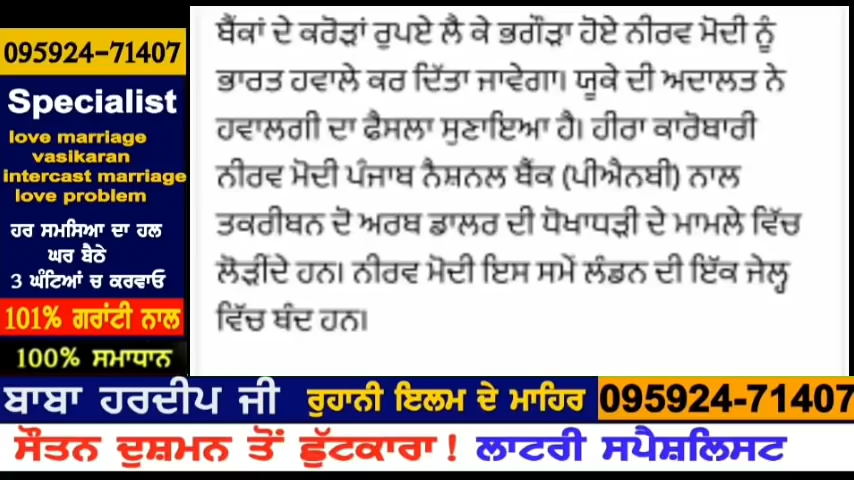 095924-71407
Specialist
love marriage
vasikaran
intercast marriage
love problem
ਹਰ ਸਮਸਿਆ ਦਾ ਹਲ
ਘਰ ਬੈਠੇ
3 ਘੰਟਿਆਂ ਚ ਕਰਵਾਓ
101% ਗਰਾਂਟੀ ਨਾਲ
100% ਸਮਾਧਾਨ
ਬੈਂਕਾਂ ਦੇ ਕਰੋੜਾਂ ਰੁਪਏ ਲੈ ਕੇ ਭਗੌੜਾ ਹੋਏ ਨੀਰਵ ਮੋਦੀ ਨੂੰ
ਭਾਰਤ ਹਵਾਲੇ ਕਰ ਦਿੱਤਾ ਜਾਵੇਗਾ। ਯੂਕੇ ਦੀ ਅਦਾਲਤ ਨੇ
ਹਵਾਲਗੀ ਦਾ ਫੈਸਲਾ ਸੁਣਾਇਆ ਹੈ। ਹੀਰਾ ਕਾਰੋਬਾਰੀ
ਨੀਰਵ ਮੋਦੀ ਪੰਜਾਬ ਨੈਸ਼ਨਲ ਬੈਂਕ (ਪੀਐਨਬੀ) ਨਾਲ
ਤਕਰੀਬਨ ਦੋ ਅਰਬ ਡਾਲਰ ਦੀ ਧੋਖਾਧੜੀ ਦੇ ਮਾਮਲੇ ਵਿੱਚ
ਲੋੜੀਂਦੇ ਹਨ। ਨੀਰਵ ਮੋਦੀ ਇਸ ਸਮੇਂ ਲੰਡਨ ਦੀ ਇੱਕ ਜੇਲ੍ਹ
ਵਿੱਚ ਬੰਦ ਹਨ।
ਬਾਬਾ ਹਰਦੀਪ ਜੀ ਰੁਹਾਨੀ ਇਲਮ ਦੇ ਮਾਹਿਰ 095924-71407
ਸੌਤਨ ਦੁਸ਼ਮਨ ਤੋਂ ਛੁੱਟਕਾਰਾ! ਲਾਟਰੀ ਸਪੈਸ਼ਲਿਸਟ